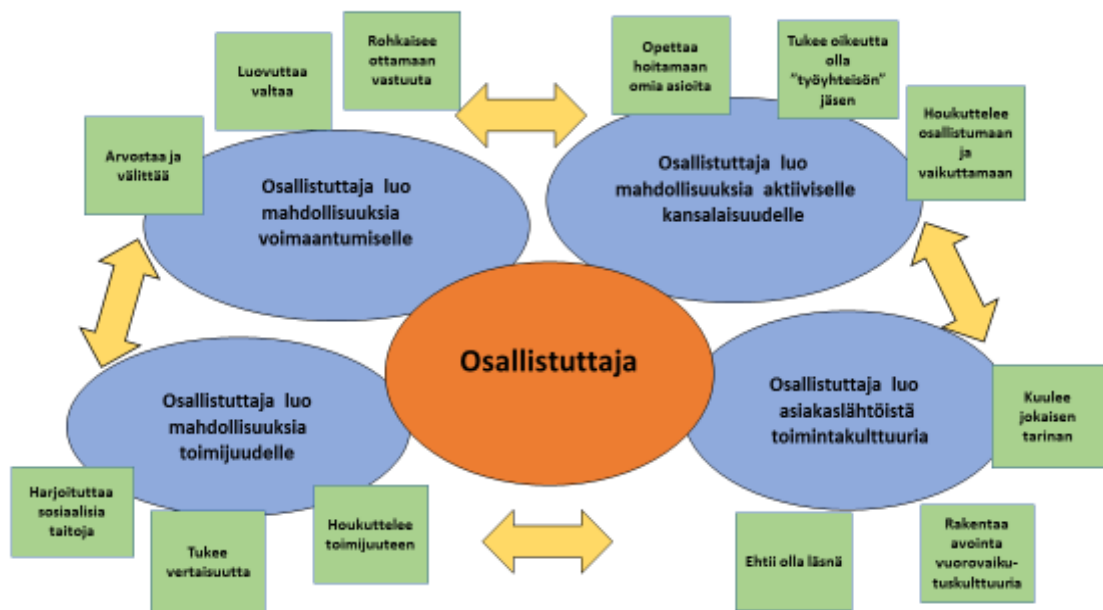 Rohkaisee
ottamaan
vastuuta
Luovuttaa
valtaa
Arvostaa ja
välittää
Osallistuttaja luo
mahdollisuuksia
voimaantumiselle
Opettaa
hoitamaan
omia asioita
Tukee oikeutta
olla
"työyhteisön"
jäsen
Houkuttelee
osallistumaan
ja
vaikuttamaan
Osallistuttaja luo
mahdollisuuksia aktiiviselle
kansalaisuudelle
Osallistuttaja
Osallistuttaja luo
mahdollisuuksia
toimijuudelle
Harjoituttaa
sosiaalisia
taitoja
Tukee
vertaisuutta
Houkuttelee
toimijuuteen
Osallistuttaja luo
asiakaslähtöistä
toimintakulttuuria
Kuulee
jokaisen
tarinan
Ehtii olla läsnä
Rakentaa
avointa
vuorovaiku-
tuskulttuuria